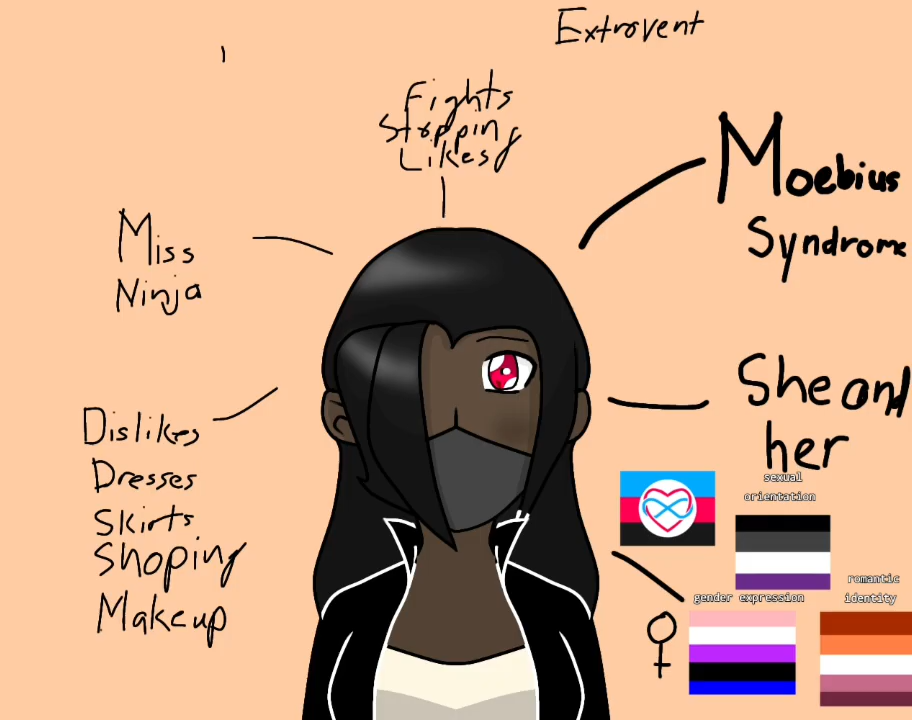 Extrovent
Fights
Stopping
Likes
Moebius
Syndrome
Miss
Ninja
She and
her
Dislikes
Dresses
Skirts
Shoping
Makeup
sexual
orientation
romantic
identity
gender expression